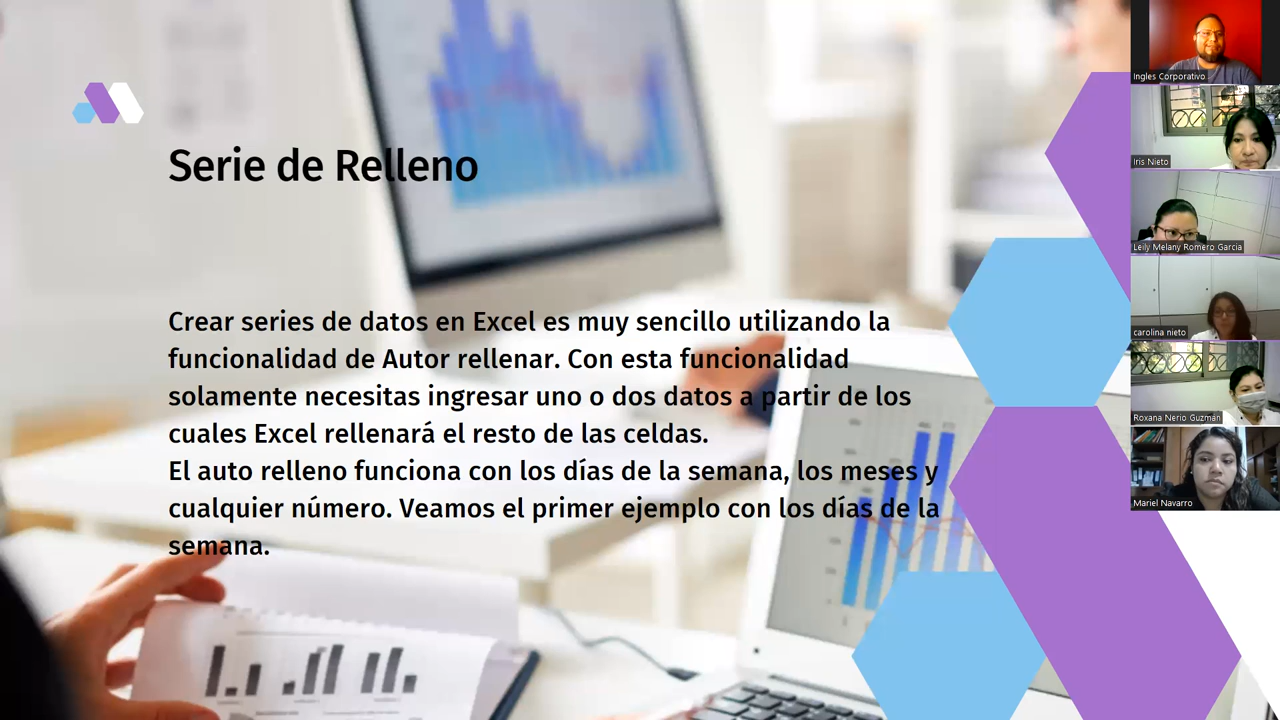 Serie de Relleno
Crear series de datos en Excel es muy sencillo utilizando la
funcionalidad de Autor rellenar. Con esta funcionalidad
solamente necesitas ingresar uno o dos datos a partir de los
cuales Excel rellenará el resto de las celdas.
El auto relleno funciona con los días de la semana, los meses y
cualquier número. Veamos el primer ejemplo con los días de la
semana.
Ingles Corporativo
Iris Nieto
Leily Melany Romero Garcia
carolina nieto
Roxana Nerio Guzmán
Mariel Navarro